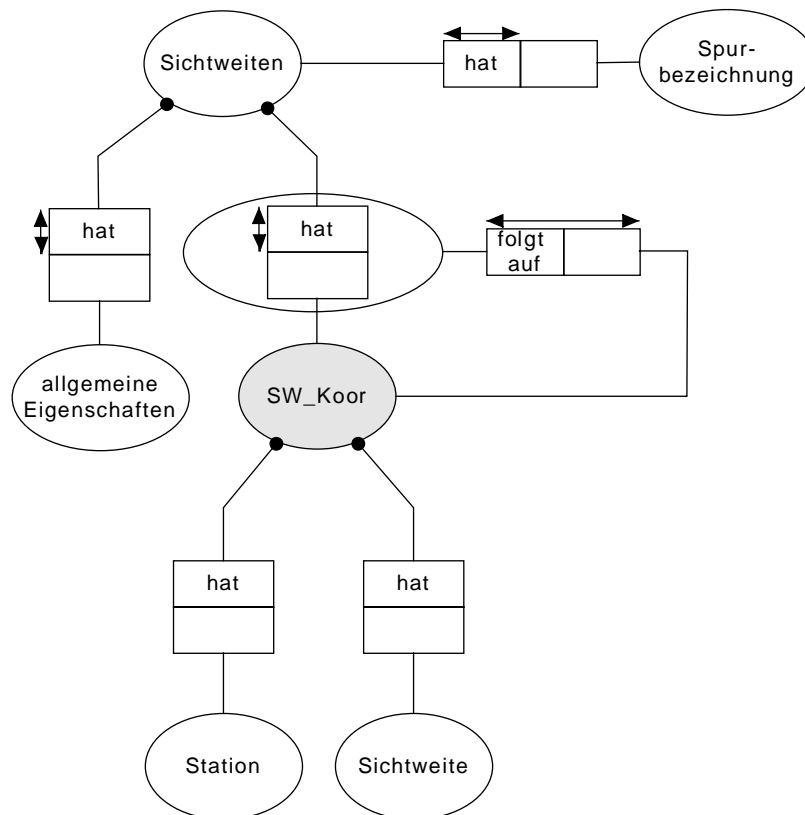 Sichtweiten
hat
Spur-
bezeichnung
hat
hat
folgt
auf
allgemeine
Eigenschaften
SW_Koor
hat
hat
Station
Sichtweite